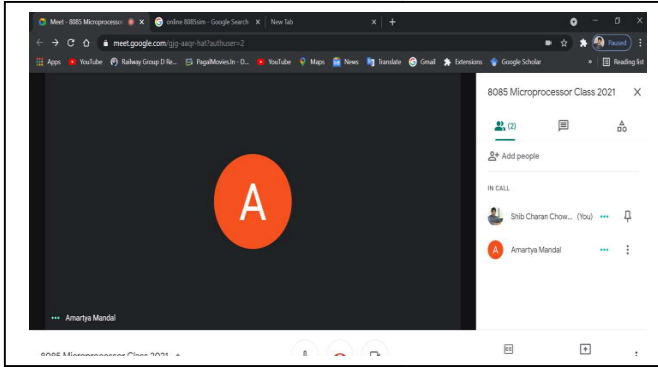 Meet - 8085 Microprocessor
online 8085sim - Google Search
New Tab
meet.google.com/gjg-aaqr-hat?authuser=2
Paused
Apps
YouTube
Railway Group D Re...
PagalMovies.In - D...
YouTube
Maps
News
Translate
Gmail
Extensions
Google Scholar
»
Reading list
8085 Microprocessor Class 2021
(2)
Add people
IN CALL
Shib Charan Chow... (You)
A
Amartya Mandal
A
Amartya Mandal
8085 Microprocessor Class 2021
CC